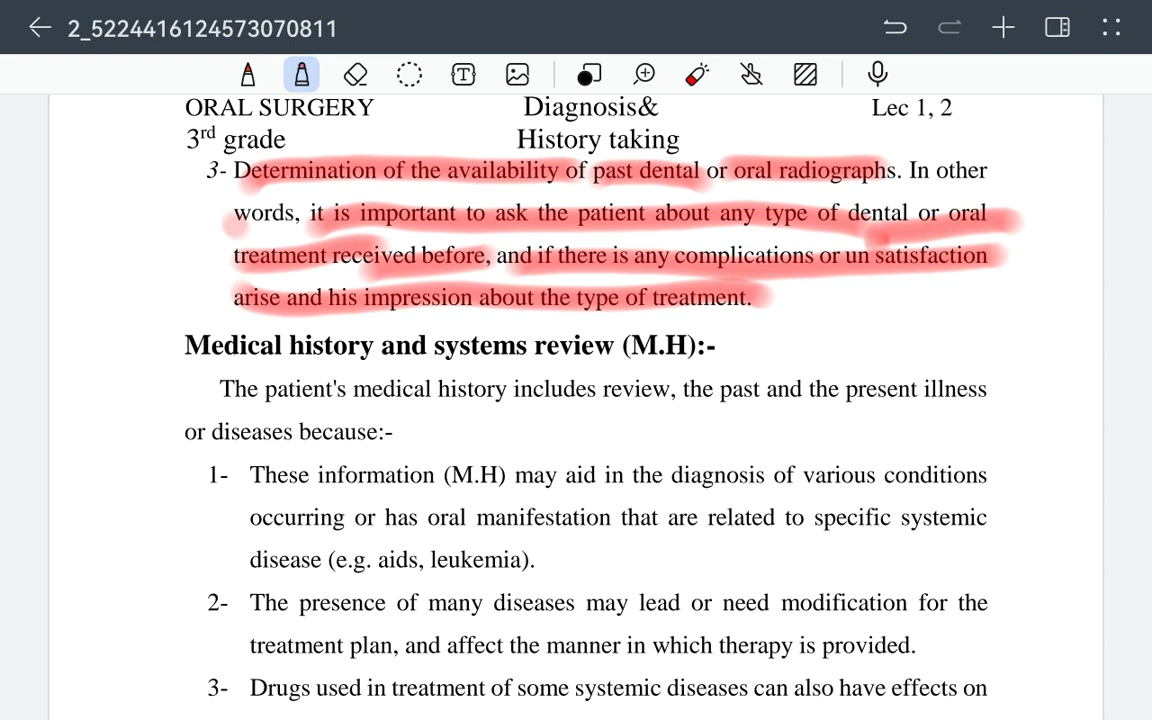 2_5224416124573070811
ORAL SURGERY Diagnosis& Lec 1, 2
3rd grade History taking
3- Determination of the availability of past dental or oral radiographs. In other
words, it is important to ask the patient about any type of dental or oral
treatment received before, and if there is any complications or un satisfaction
arise and his impression about the type of treatment.
Medical history and systems review (M.H):-
The patient's medical history includes review, the past and the present illness
or diseases because:-
1- These information (M.H) may aid in the diagnosis of various conditions
occurring or has oral manifestation that are related to specific systemic
disease (e.g. aids, leukemia).
2- The presence of many diseases may lead or need modification for the
treatment plan, and affect the manner in which therapy is provided.
3- Drugs used in treatment of some systemic diseases can also have effects on